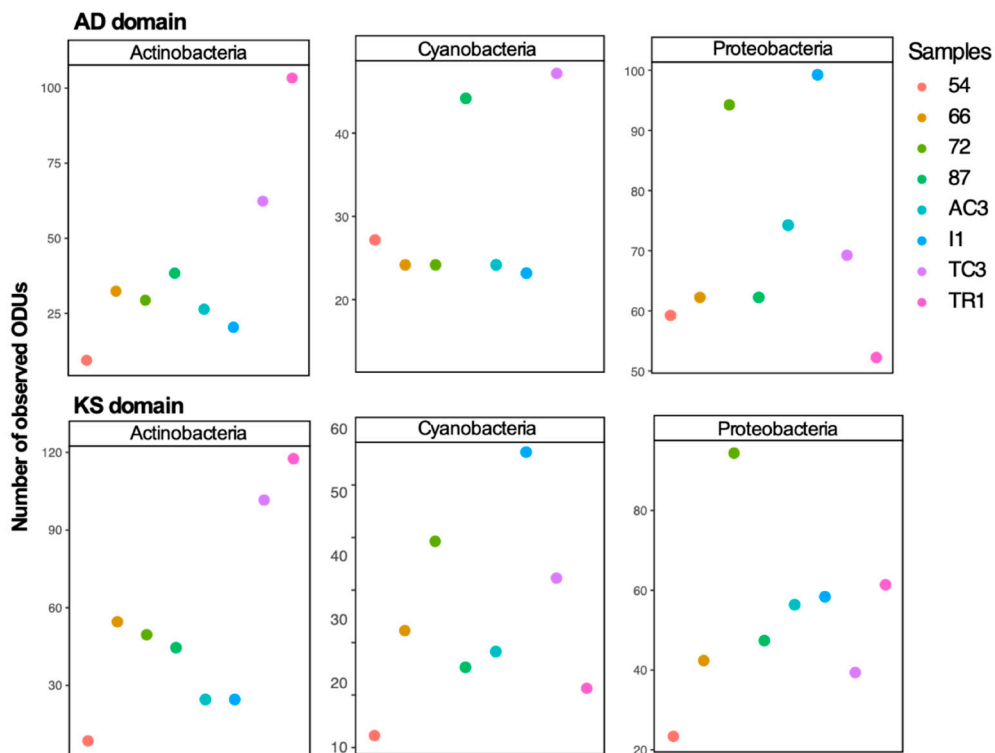 AD domain
Actinobacteria
Cyanobacteria
Proteobacteria
Samples
54
66
72
87
AC3
I1
TC3
TR1
100
75
50
25
40
30
20
100
90
80
70
60
50
Number of observed ODUs
KS domain
Actinobacteria
Cyanobacteria
Proteobacteria
120
90
60
30
60
50
40
30
20
10
80
60
40
20